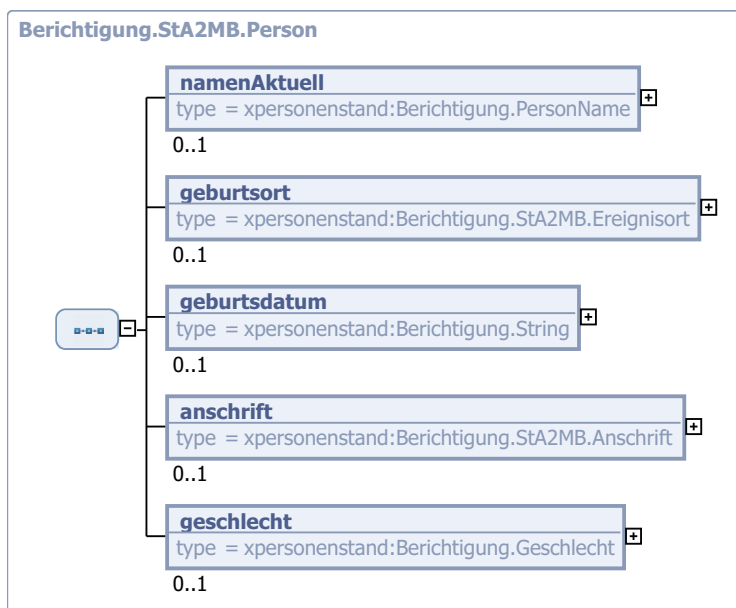 Berichtigung.StA2MB.Person
namenAktuell
type = xpersonenstand:Berichtigung.PersonName
0..1
geburtsort
type = xpersonenstand:Berichtigung.StA2MB.Ereignisort
0..1
geburtsdatum
type = xpersonenstand:Berichtigung.String
0..1
anschrift
type = xpersonenstand:Berichtigung.StA2MB.Anschrift
0..1
geschlecht
type = xpersonenstand:Berichtigung.Geschlecht
0..1